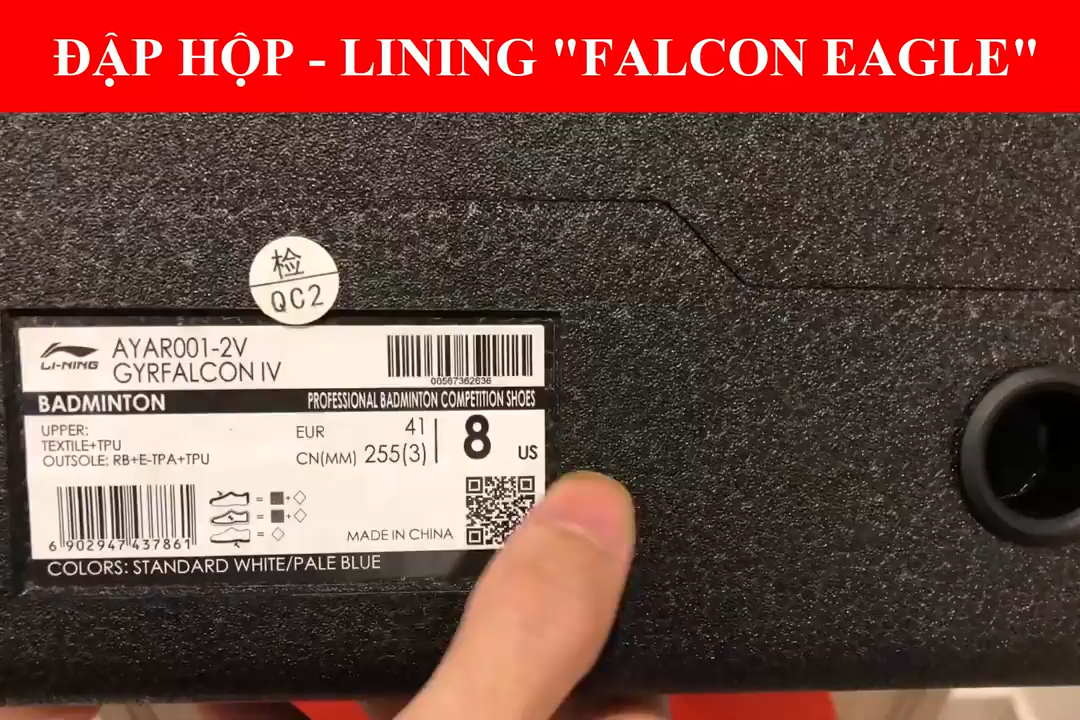 ĐẬP HỘP - LINING "FALCON EAGLE"
检
QC2
LI-NING
AYAR001-2V
GYRFALCON IV
00567362636
BADMINTON
PROFESSIONAL BADMINTON COMPETITION SHOES
UPPER:
TEXTILE+TPU
OUTSOLE: RB+E-TPA+TPU
EUR 41
CN(MM) 255(3)
8 US
= +
= +
=
6 902947 437861
MADE IN CHINA
COLORS: STANDARD WHITE/PALE BLUE